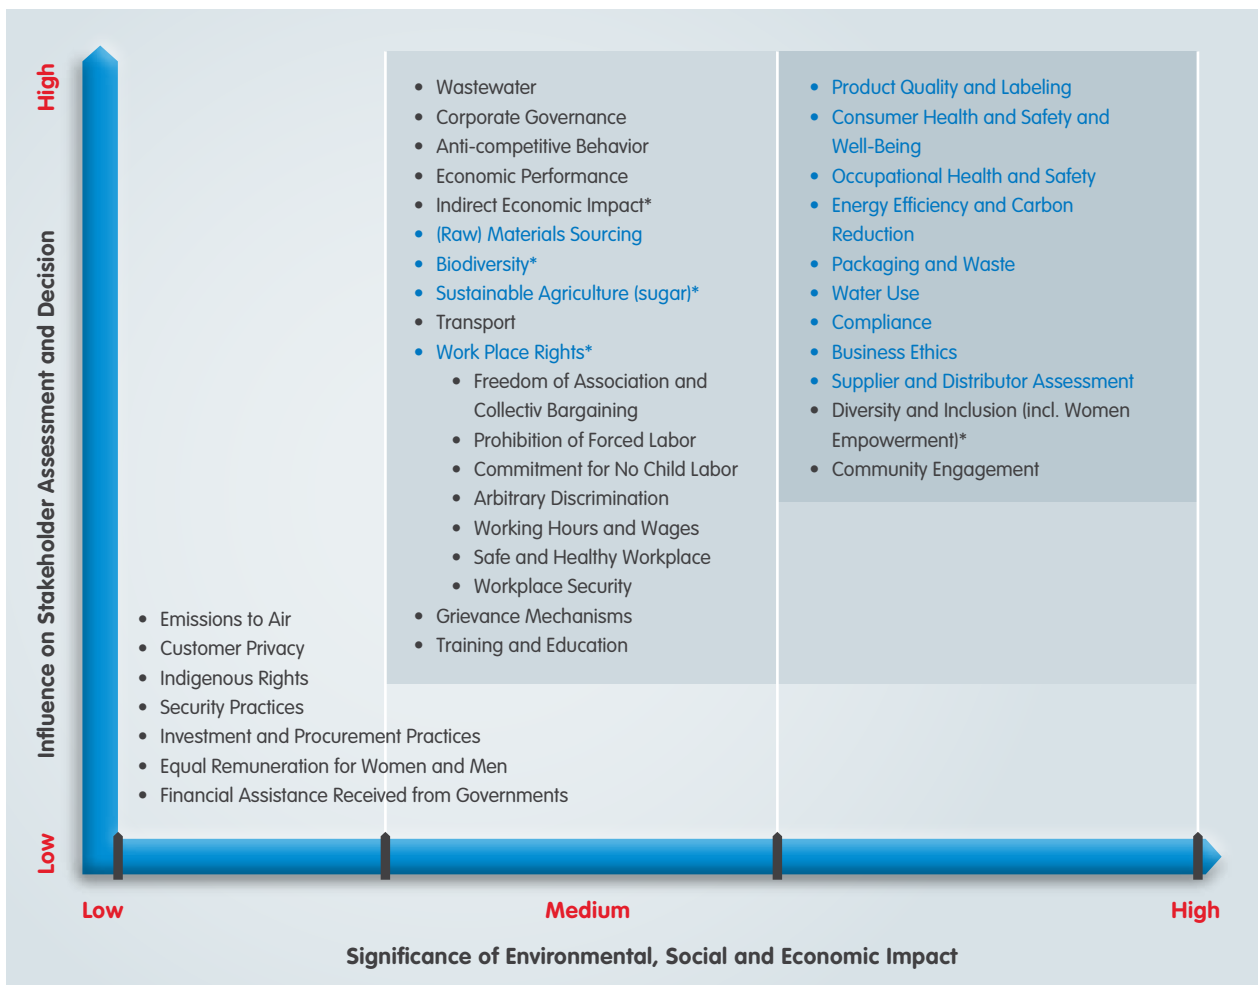 High
Influence on Stakeholder Assessment and Decision
Low
• Wastewater
• Corporate Governance
• Anti-competitive Behavior
• Economic Performance
• Indirect Economic Impact*
• (Raw) Materials Sourcing
• Biodiversity*
• Sustainable Agriculture (sugar)*
• Transport
• Work Place Rights*
• Freedom of Association and
Collectiv Bargaining
• Prohibition of Forced Labor
• Commitment for No Child Labor
• Arbitrary Discrimination
• Working Hours and Wages
• Safe and Healthy Workplace
• Workplace Security
• Grievance Mechanisms
• Training and Education
• Product Quality and Labeling
• Consumer Health and Safety and
Well-Being
• Occupational Health and Safety
• Energy Efficiency and Carbon
Reduction
• Packaging and Waste
• Water Use
• Compliance
• Business Ethics
• Supplier and Distributor Assessment
• Diversity and Inclusion (incl. Women
Empowerment)*
• Community Engagement
• Emissions to Air
• Customer Privacy
• Indigenous Rights
• Security Practices
• Investment and Procurement Practices
• Equal Remuneration for Women and Men
• Financial Assistance Received from Governments
Low
Medium
High
Significance of Environmental, Social and Economic Impact